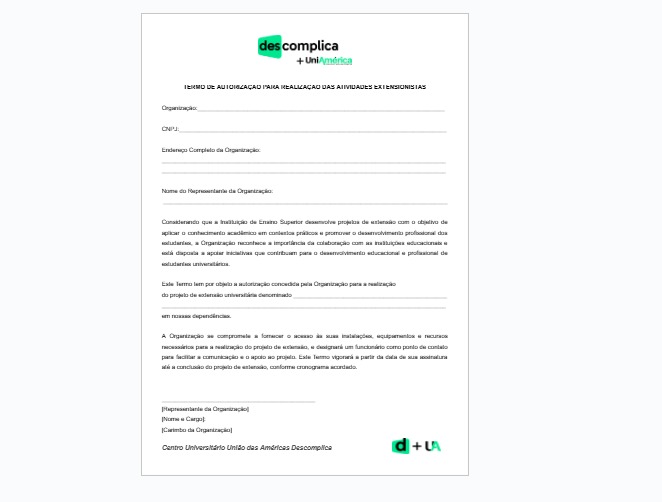 descomplica
+ UniAmérica
TERMO DE AUTORIZAÇÃO PARA REALIZAÇÃO DAS ATIVIDADES EXTENSIONISTAS
Organização:
CNPJ:
Endereço Completo da Organização:
Nome do Representante da Organização:
Considerando que a Instituição de Ensino Superior desenvolve projetos de extensão com o objetivo de
aplicar o conhecimento acadêmico em contextos práticos e promover o desenvolvimento profissional dos
estudantes, a Organização reconhece a importância da colaboração com as instituições educacionais e
está disposta a apoiar iniciativas que contribuam para o desenvolvimento educacional e profissional de
estudantes universitários.
Este Termo tem por objeto a autorização concedida pela Organização para a realização
do projeto de extensão universitária denominado
em nossas dependências.
A Organização se compromete a fornecer o acesso às suas instalações, equipamentos e recursos
necessários para a realização do projeto de extensão, e designará um funcionário como ponto de contato
para facilitar a comunicação e o apoio ao projeto. Este Termo vigorará a partir da data de sua assinatura
até a conclusão do projeto de extensão, conforme cronograma acordado.
[Representante da Organização]
[Nome e Cargo]
[Carimbo da Organização]
Centro Universitário União das Américas Descomplica
d + UA